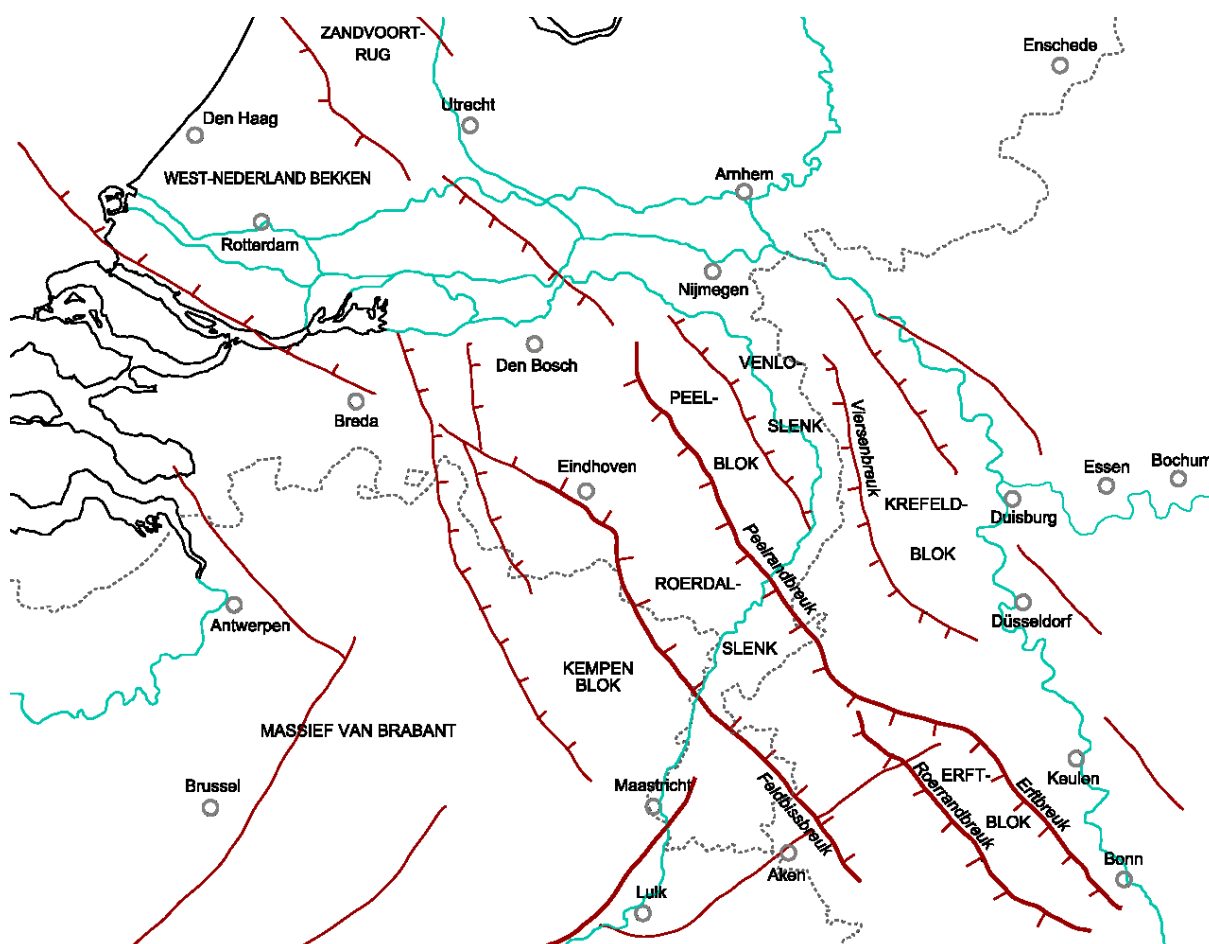 ZANDVOORT-
RUG
Enschede
Den Haag
Utrecht
WEST-NEDERLAND BEKKEN
Arnhem
Rotterdam
Nijmegen
Den Bosch
VENLO-
SLENK
PEEL-
BLOK
Breda
Viersenbreuk
Eindhoven
Essen
Bochum
KREFELD-
BLOK
Duisburg
Peelrandbreuk
ROERDAL-
SLENK
Antwerpen
Düsseldorf
KEMPEN
BLOK
MASSIEF VAN BRABANT
Brussel
Maastricht
Feldbissbreuk
Roerrandbreuk
ERFT-
BLOK
Erftbreuk
Keulen
Aken
Bonn
Luik